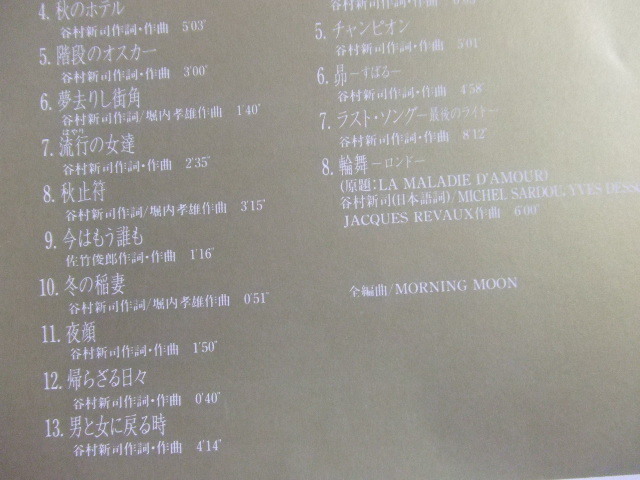 4. 秋のホテル
谷村新司作詞・作曲 5'03"
5. 階段のオスカー
谷村新司作詞・作曲 3'00"
6. 夢去りし街角
谷村新司作詞/堀内孝雄作曲 1'40"
はやり
7. 流行の女達
谷村新司作詞・作曲 2'35"
8. 秋止符
谷村新司作詞/堀内孝雄作曲 3'15"
9. 今はもう誰も
佐竹俊郎作詞・作曲 1'16"
10. 冬の稲妻
谷村新司作詞/堀内孝雄作曲 0'51"
11. 夜顔
谷村新司作詞・作曲 1'50"
12. 帰らざる日々
谷村新司作詞・作曲 0'40"
13. 男と女に戻る時
谷村新司作詞・作曲 4'14"
5. チャンピオン
谷村新司作詞・作曲 5'01"
6. 昴 ーすばるー
谷村新司作詞・作曲 4'58"
7. ラスト・ソングー最後のライトー
谷村新司作詞・作曲 8'12"
8. 輪舞 ーロンドー
(原題:LA MALADIE D'AMOUR)
谷村新司(日本語詞)/MICHEL SARDOU, YVES DESS
JACQUES REVAUX作曲 6'00"
全編曲/MORNING MOON